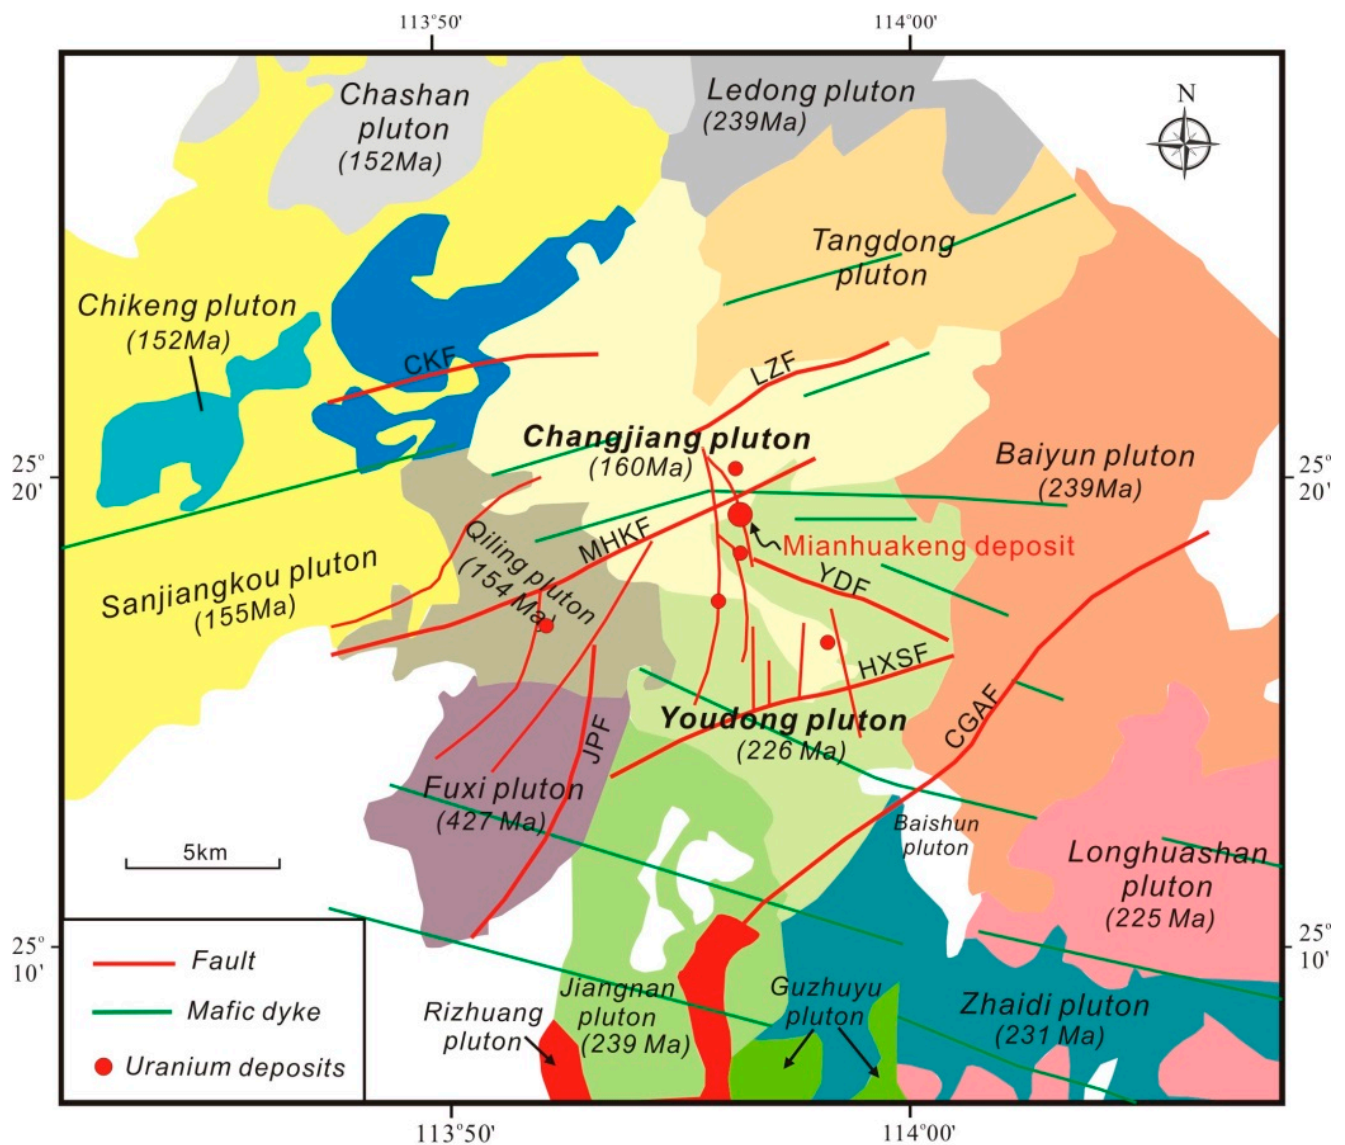 113°50'
114°00'
Chashan
pluton
(152Ma)
Ledong pluton
(239Ma)
N
Tangdong
pluton
Chikeng pluton
(152Ma)
CKF
LZF
Changjiang pluton
(160Ma)
Baiyun pluton
(239Ma)
25°
20'
25°
20'
Qiling pluton
(154 Ma)
MHKF
Mianhuakeng deposit
YDF
Sanjiangkou pluton
(155Ma)
HXSF
CGAF
JPF
Youdong pluton
(226 Ma)
Fuxi pluton
(427 Ma)
Baishun
pluton
5km
Longhuashan
pluton
(225 Ma)
25°
10'
25°
10'
Fault
Mafic dyke
Uranium deposits
Rizhuang
pluton
Jiangnan
pluton
(239 Ma)
Guzhuyu
pluton
Zhaidi pluton
(231 Ma)
113°50'
114°00'